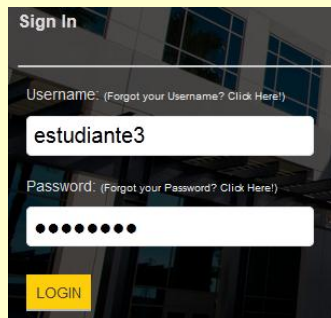 Sign In
Username: (Forgot your Username? Click Here!)
estudiante3
Password: (Forgot your Password? Click Here!)
●●●●●●●●
LOGIN